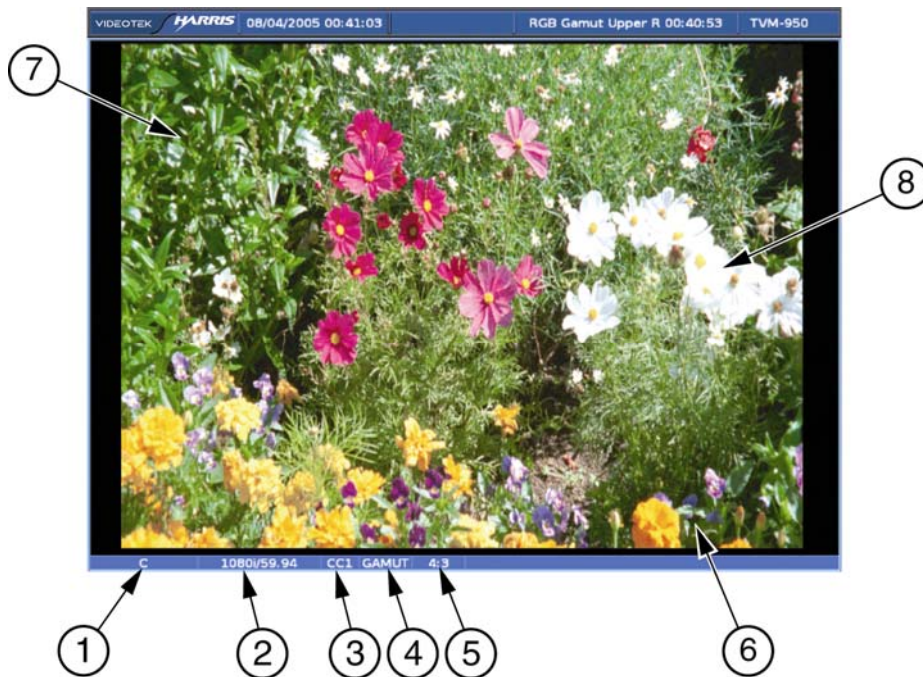 VIDEOTEK HARRIS 08/04/2005 00:41:03 RGB Gamut Upper R 00:40:53 TVM-950
7
8
C 1080i/59.94 CC1 GAMUT 4:3
1 2 3 4 5 6